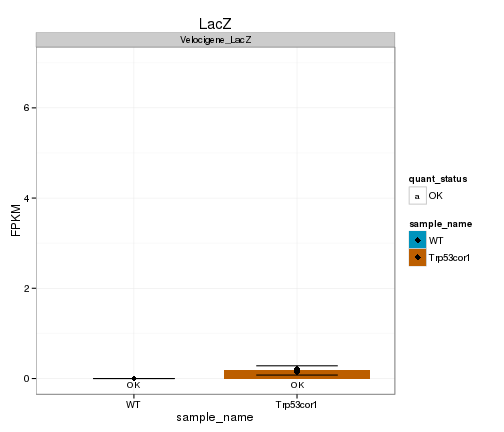 LacZ
Velocigene_LacZ
6
4
2
0
FPKM
OK
OK
WT
Trp53cor1
sample_name
quant_status
a OK
sample_name
WT
Trp53cor1